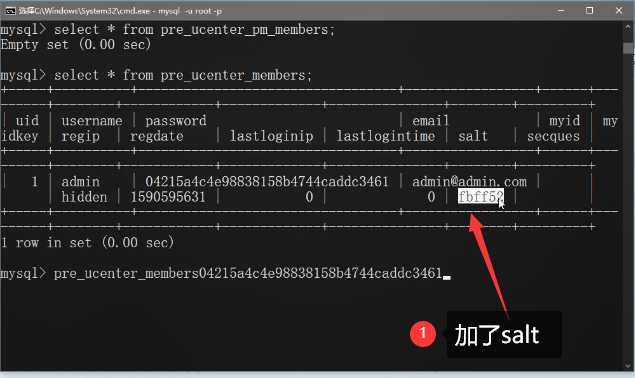 选择C:\Windows\System32\cmd.exe - mysql -u root -p
mysql> select * from pre_ucenter_pm_members;
Empty set (0.00 sec)
mysql> select * from pre_ucenter_members;
| uid | username | password | email | myid | my
idkey | regip | regdate | lastloginip | lastlogintime | salt | secques |
| 1 | admin | 04215a4c4e98838158b4744caddc3461 | admin@admin.com | |
| hidden | 1590595631 | 0 | 0 | fbff52 | |
1 row in set (0.00 sec)
mysql> pre_ucenter_members04215a4c4e98838158b4744caddc3461_
1 加了salt